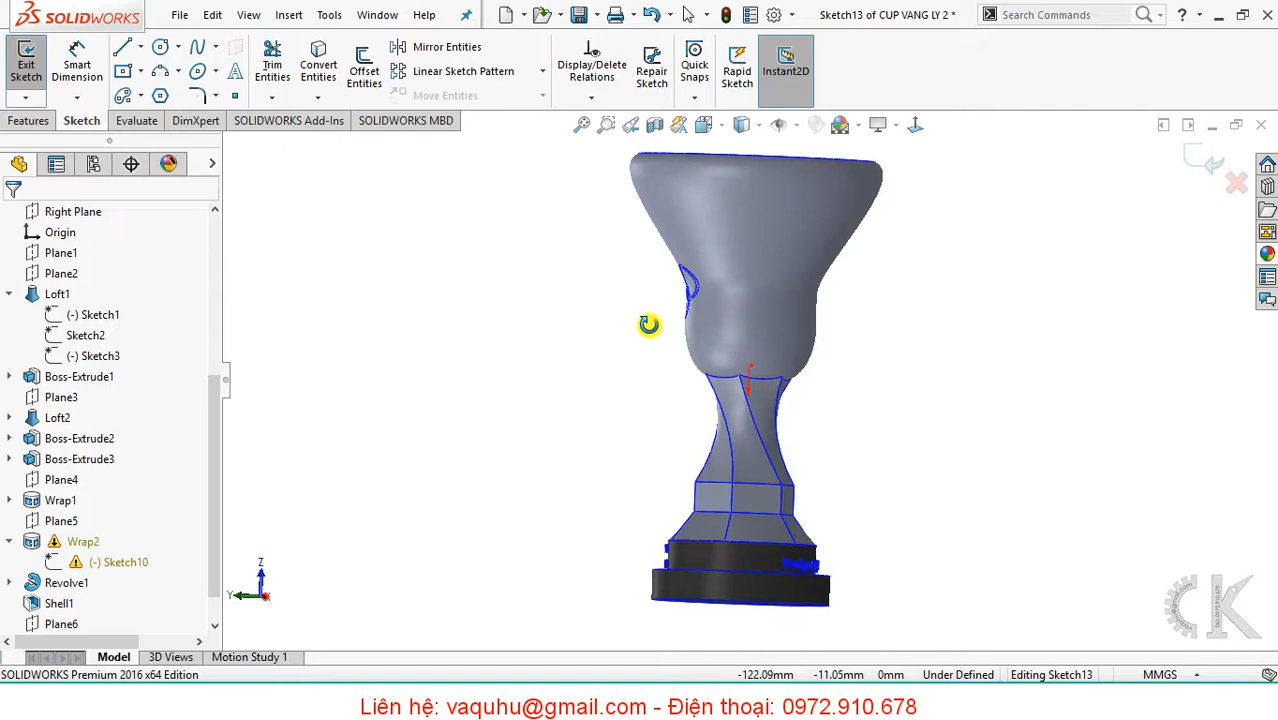 SOLIDWORKS File Edit View Insert Tools Window Help Sketch13 of CUP VANG LY 2 * Search Commands ?
Exit Sketch
Smart Dimension
Trim Entities
Convert Entities
Offset Entities
Mirror Entities
Linear Sketch Pattern
Move Entities
Display/Delete Relations
Repair Sketch
Quick Snaps
Rapid Sketch
Instant2D
Features Sketch Evaluate DimXpert SOLIDWORKS Add-Ins SOLIDWORKS MBD
Right Plane
Origin
Plane1
Plane2
Loft1
(-) Sketch1
Sketch2
(-) Sketch3
Boss-Extrude1
Plane3
Loft2
Boss-Extrude2
Boss-Extrude3
Plane4
Wrap1
Plane5
Wrap2
(-) Sketch10
Revolve1
Shell1
Plane6
Z
Y
CK
DD:0972.910.678
Model 3D Views Motion Study 1
SOLIDWORKS Premium 2016 x64 Edition -122.09mm -11.05mm 0mm Under Defined Editing Sketch13 MMGS
Liên hệ: vaquhu@gmail.com - Điện thoại: 0972.910.678